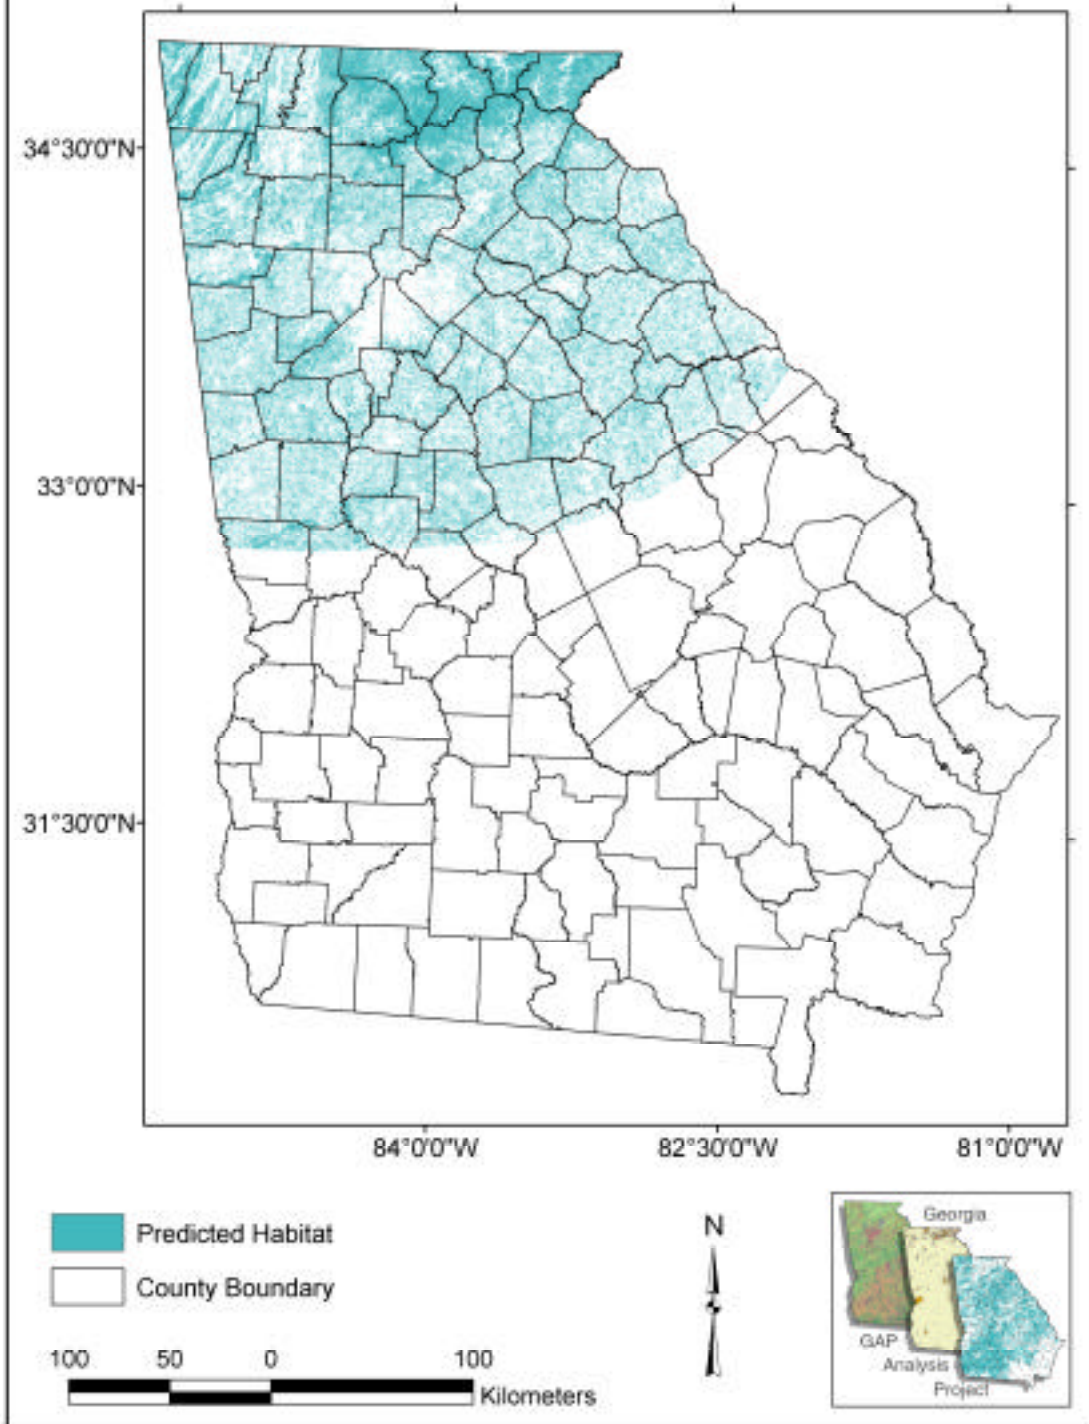 34°30'0"N
33°0'0"N
31°30'0"N
84°0'0"W 82°30'0"W 81°0'0"W
Predicted Habitat
County Boundary
100 50 0 100
Kilometers
N
Georgia
GAP
Analysis
Project